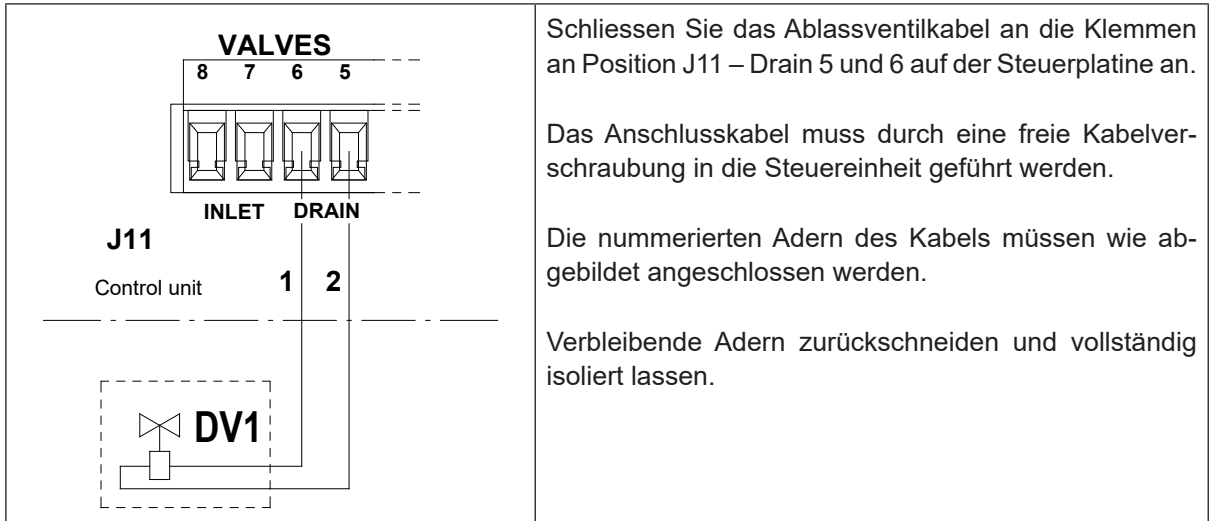 VALVES
8 7 6 5
INLET DRAIN
J11
Control unit
1 2
DV1
Schliessen Sie das Ablassventilkabel an die Klemmen
an Position J11 – Drain 5 und 6 auf der Steuerplatine an.
Das Anschlusskabel muss durch eine freie Kabelver-
schraubung in die Steuereinheit geführt werden.
Die nummerierten Adern des Kabels müssen wie ab-
gebildet angeschlossen werden.
Verbleibende Adern zurückschneiden und vollständig
isoliert lassen.